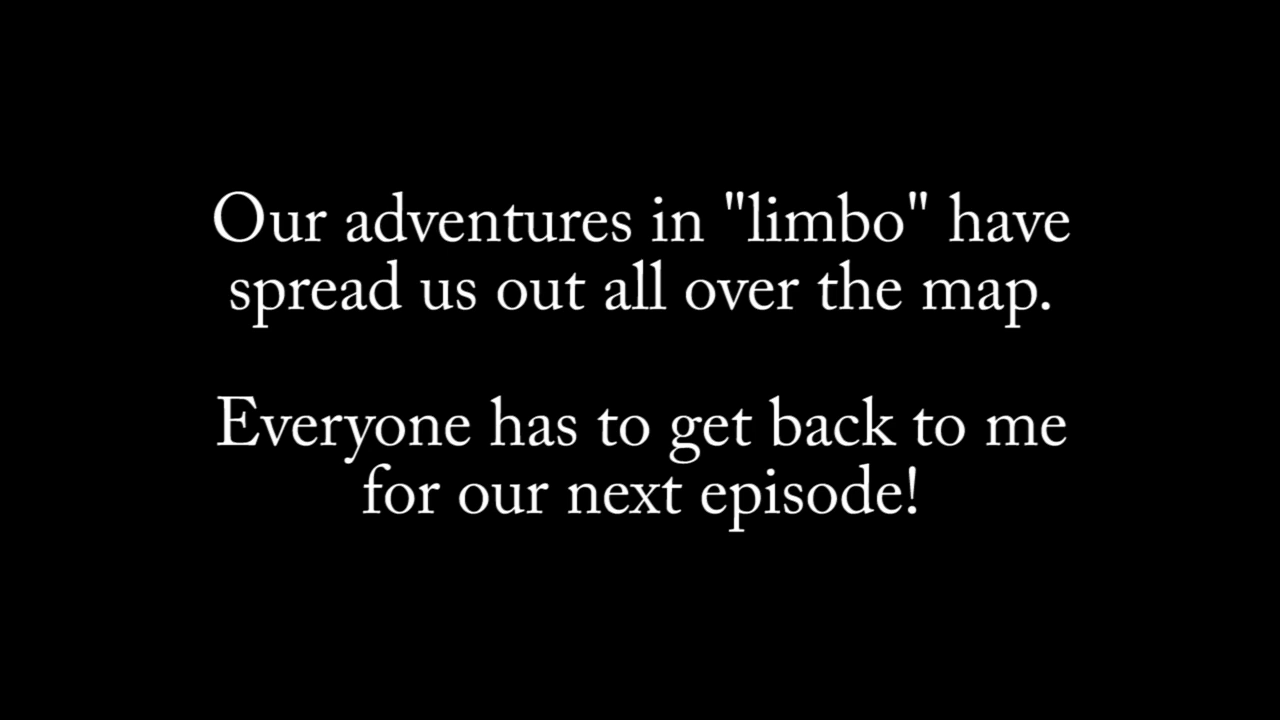 Our adventures in "limbo" have
spread us out all over the map.
Everyone has to get back to me
for our next episode!